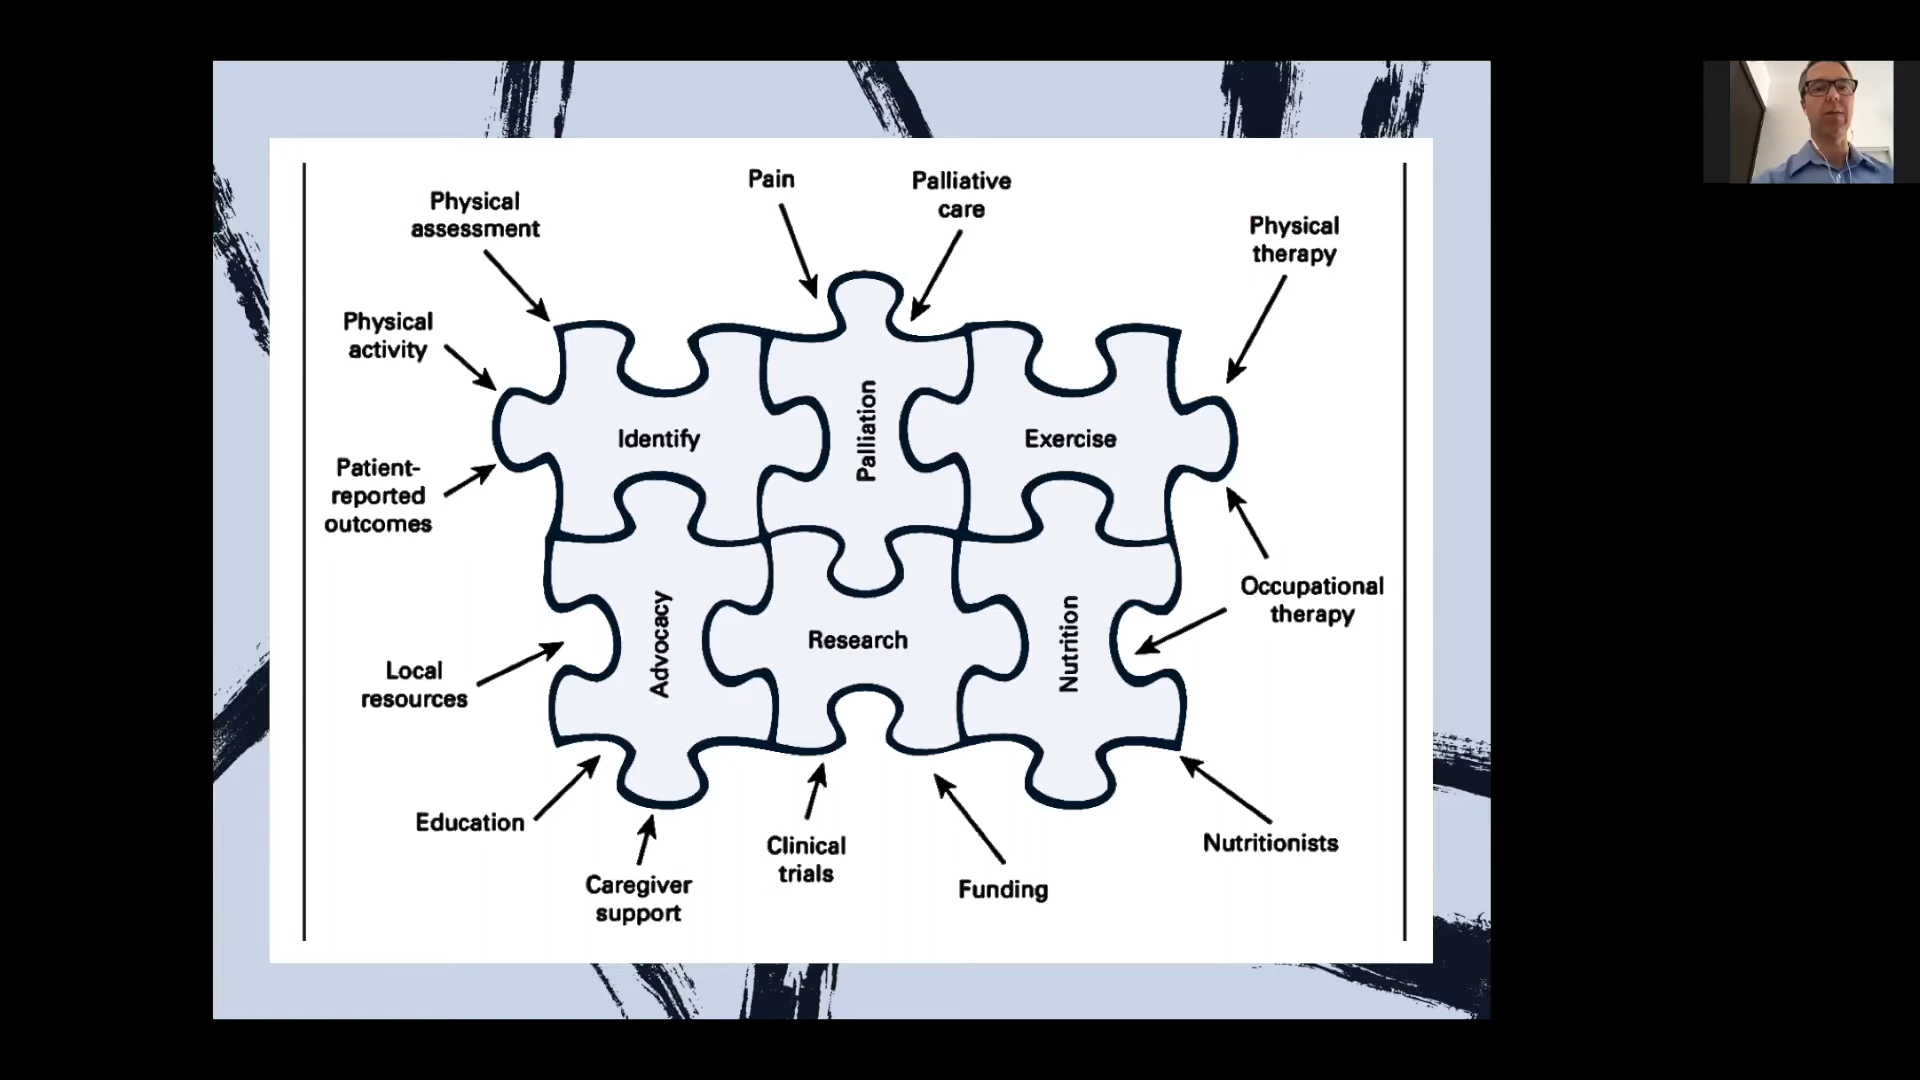 Pain
Palliative
care
Physical
assessment
Physical
therapy
Physical
activity
Identify
Palliation
Exercise
Patient-
reported
outcomes
Occupational
therapy
Advocacy
Research
Nutrition
Local
resources
Education
Clinical
trials
Nutritionists
Caregiver
support
Funding